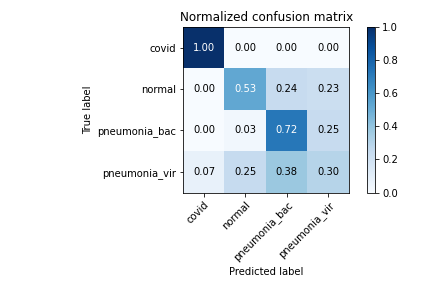 Normalized confusion matrix
covid 1.00 0.00 0.00 0.00
normal 0.00 0.53 0.24 0.23
pneumonia_bac 0.00 0.03 0.72 0.25
pneumonia_vir 0.07 0.25 0.38 0.30
True label
covid normal pneumonia_bac pneumonia_vir
Predicted label
1.0
0.8
0.6
0.4
0.2
0.0